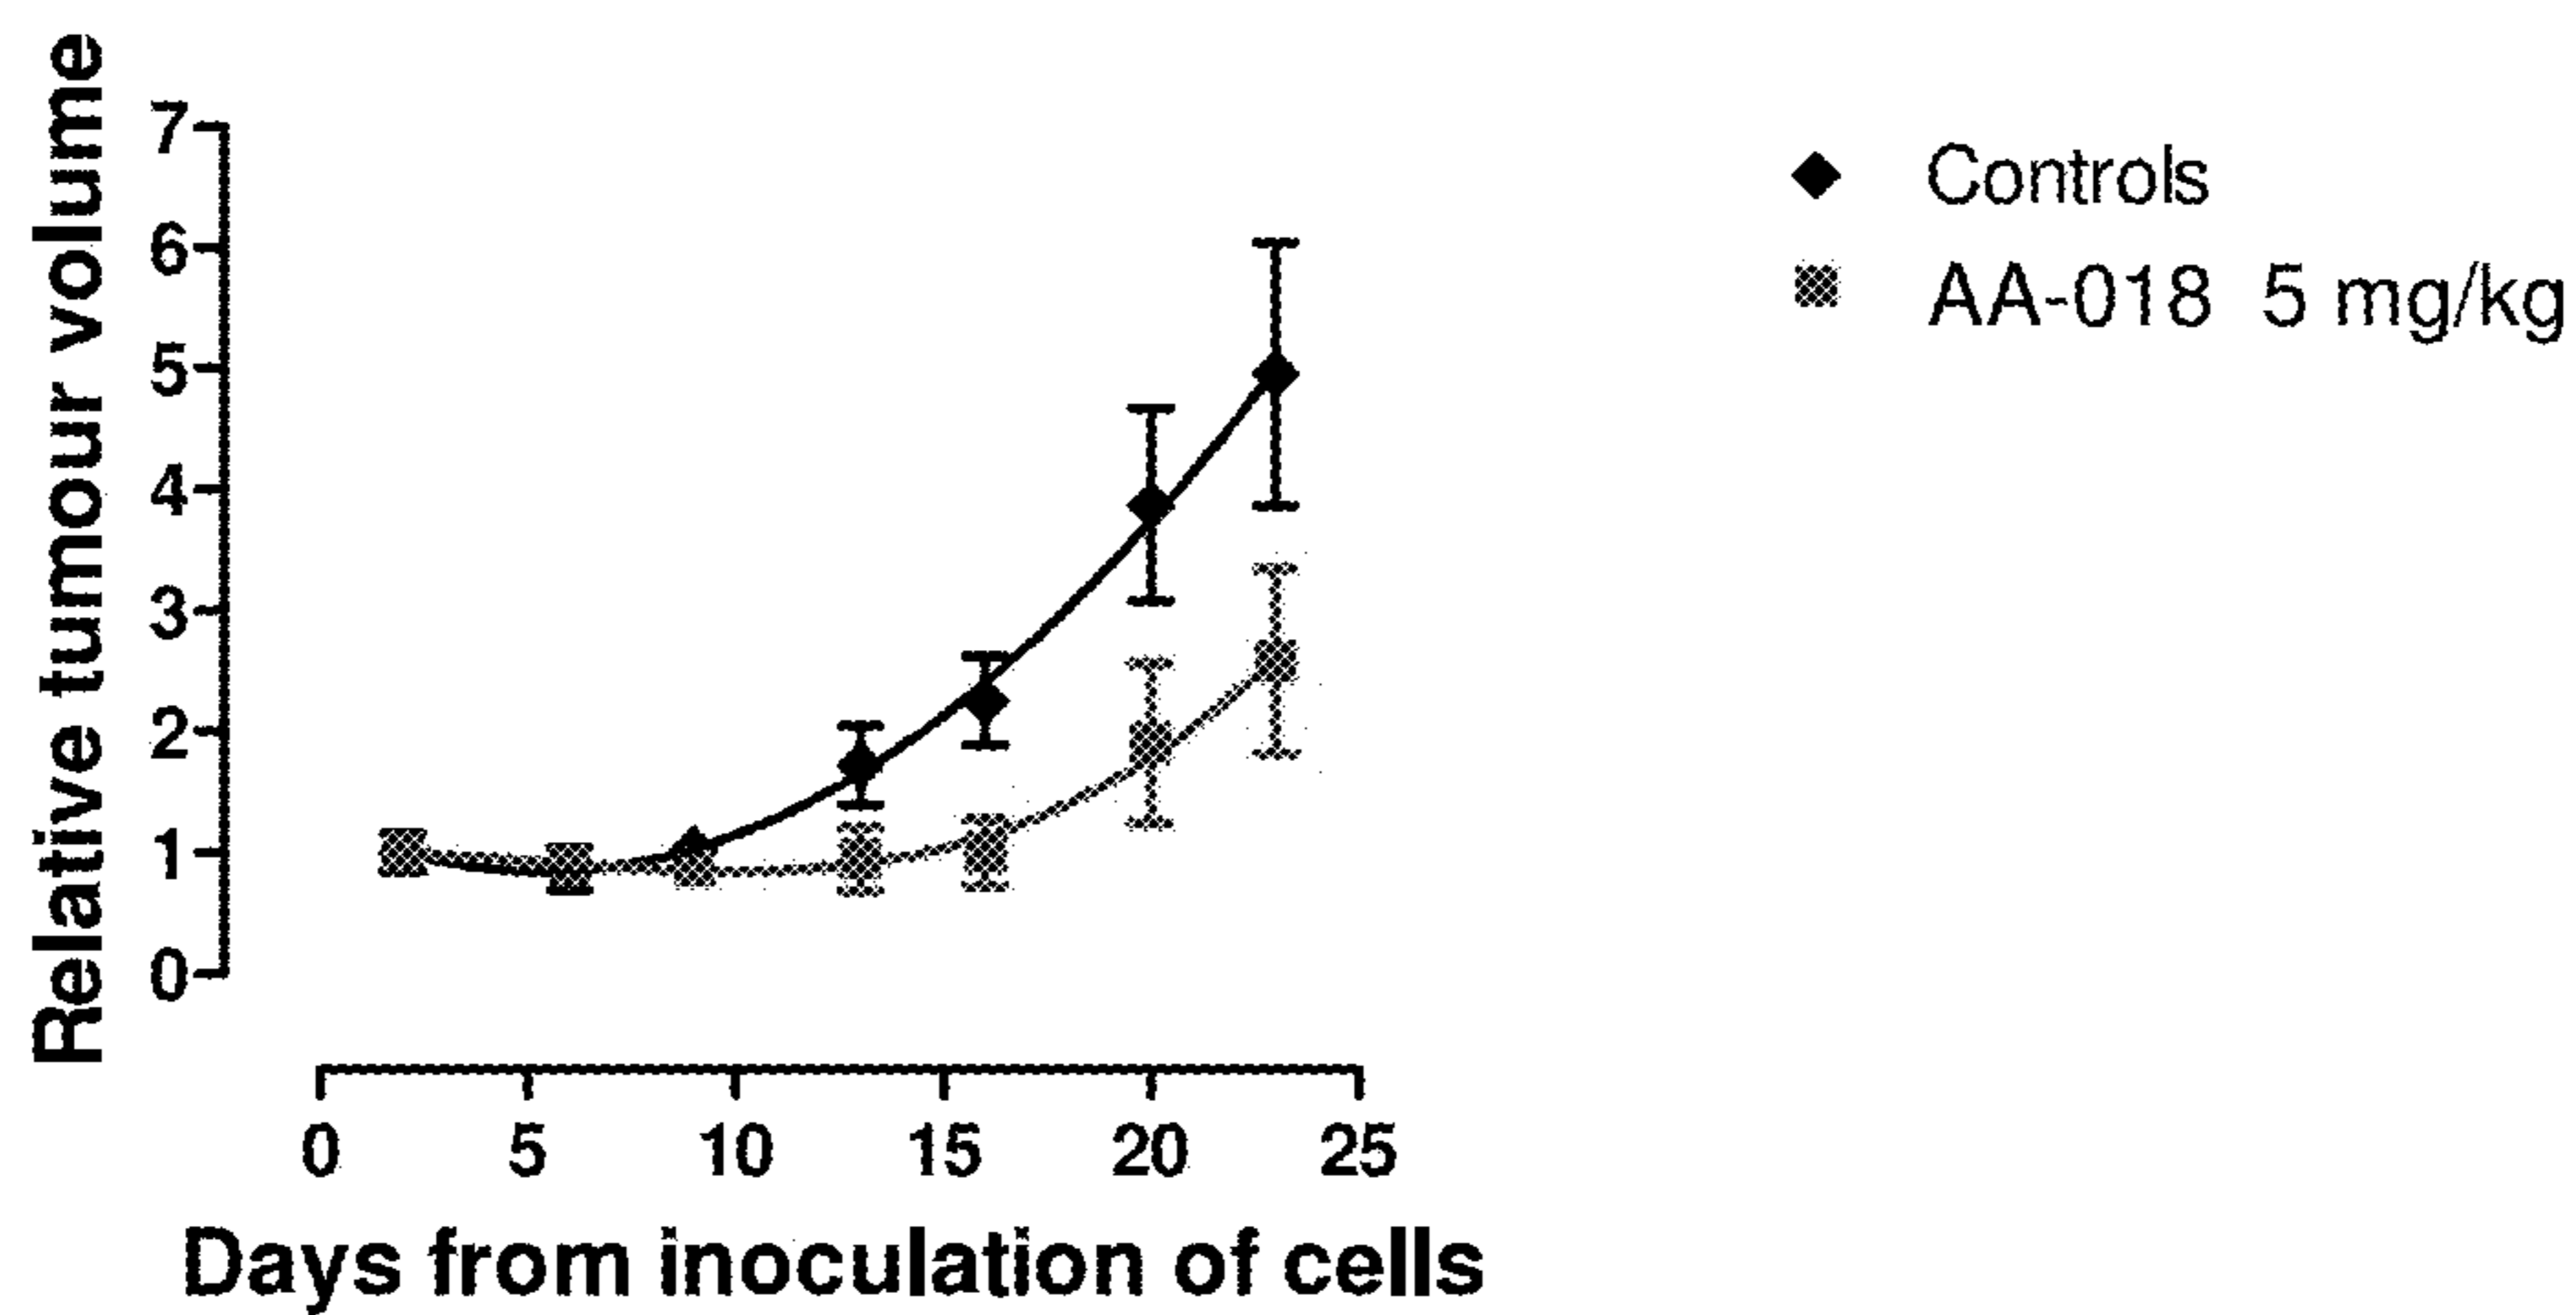 Relative tumour volume
7
6
5
4
3
2
1
0
0 5 10 15 20 25
Days from inoculation of cells
Controls
AA-018 5 mg/kg